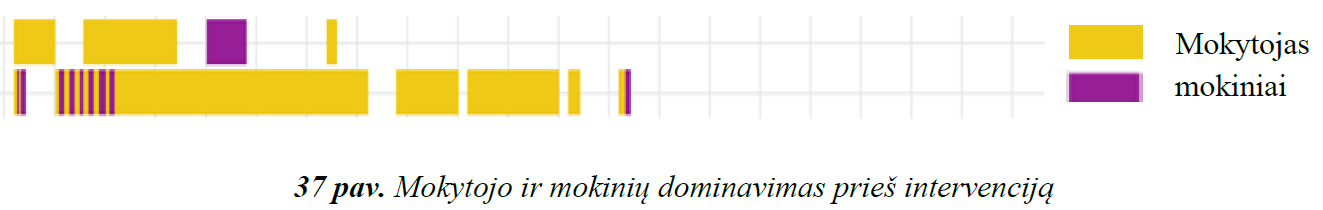 Mokytojas
mokiniai
37 pav. Mokytojo ir mokinių dominavimas prieš intervenciją